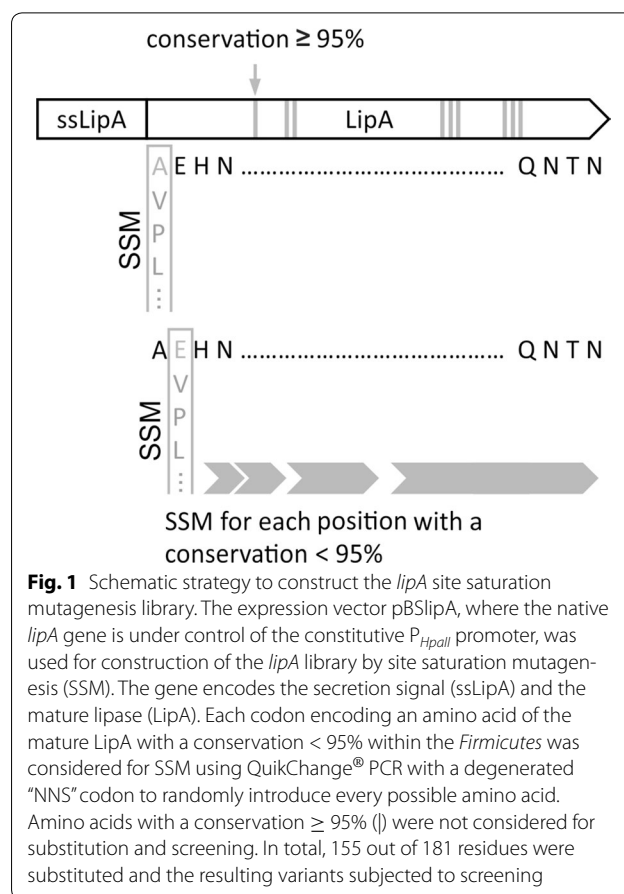 conservation ≥ 95%
ssLipA LipA
A E H N ........................................ Q N T N
SSM
V
P
L
⋮
A E H N ........................................ Q N T N
SSM
V
P
L
⋮
SSM for each position with a
conservation < 95%
Fig. 1 Schematic strategy to construct the lipA site saturation
mutagenesis library. The expression vector pBSlipA, where the native
lipA gene is under control of the constitutive PHpaII promoter, was
used for construction of the lipA library by site saturation mutagen-
esis (SSM). The gene encodes the secretion signal (ssLipA) and the
mature lipase (LipA). Each codon encoding an amino acid of the
mature LipA with a conservation < 95% within the Firmicutes was
considered for SSM using QuikChange® PCR with a degenerated
“NNS” codon to randomly introduce every possible amino acid.
Amino acids with a conservation ≥ 95% (|) were not considered for
substitution and screening. In total, 155 out of 181 residues were
substituted and the resulting variants subjected to screening